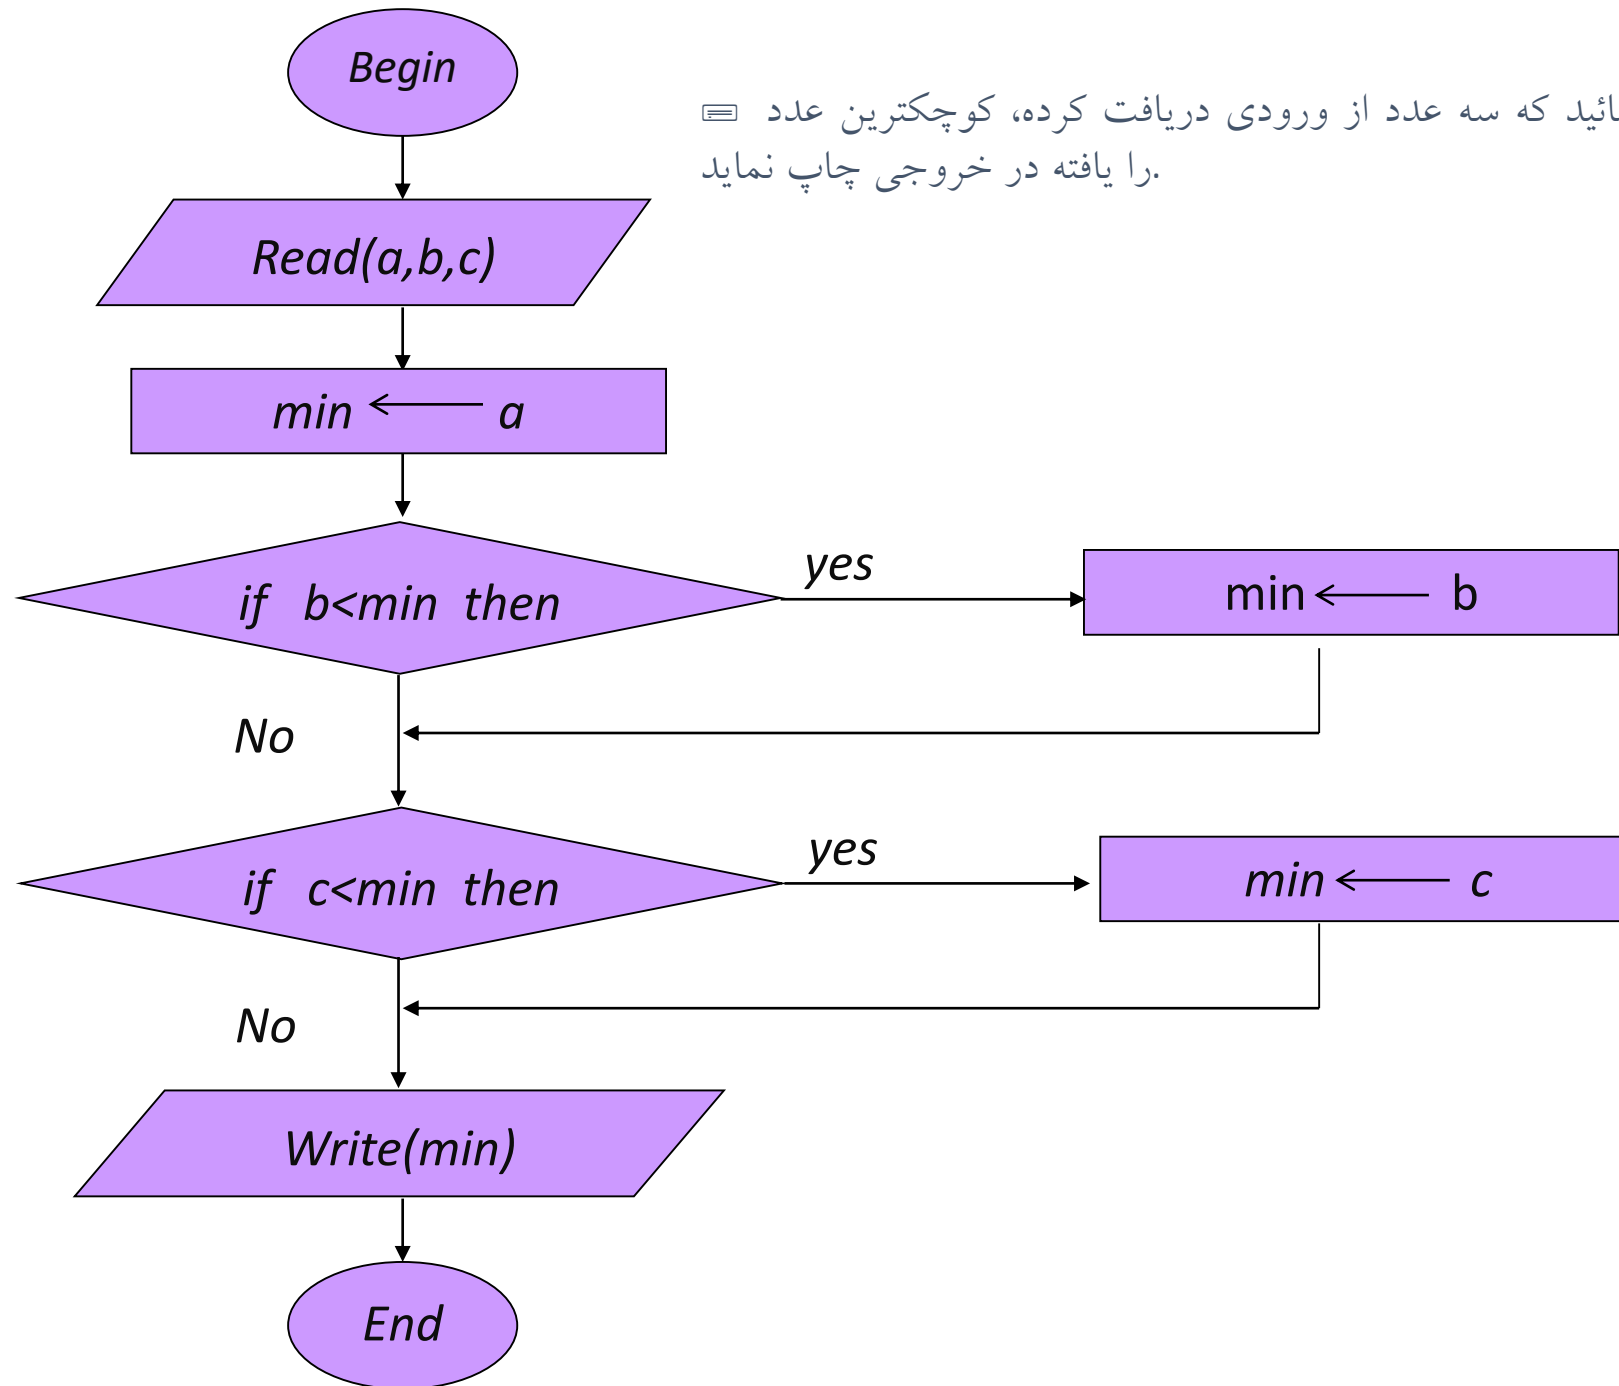 Begin
که سه عدد از ورودی دریافت کرده، کوچکترین عدد
را یافته در خروجی چاپ نماید.
Read(a,b,c)
min ← a
if b<min then
yes
min ← b
No
if c<min then
yes
min ← c
No
Write(min)
End